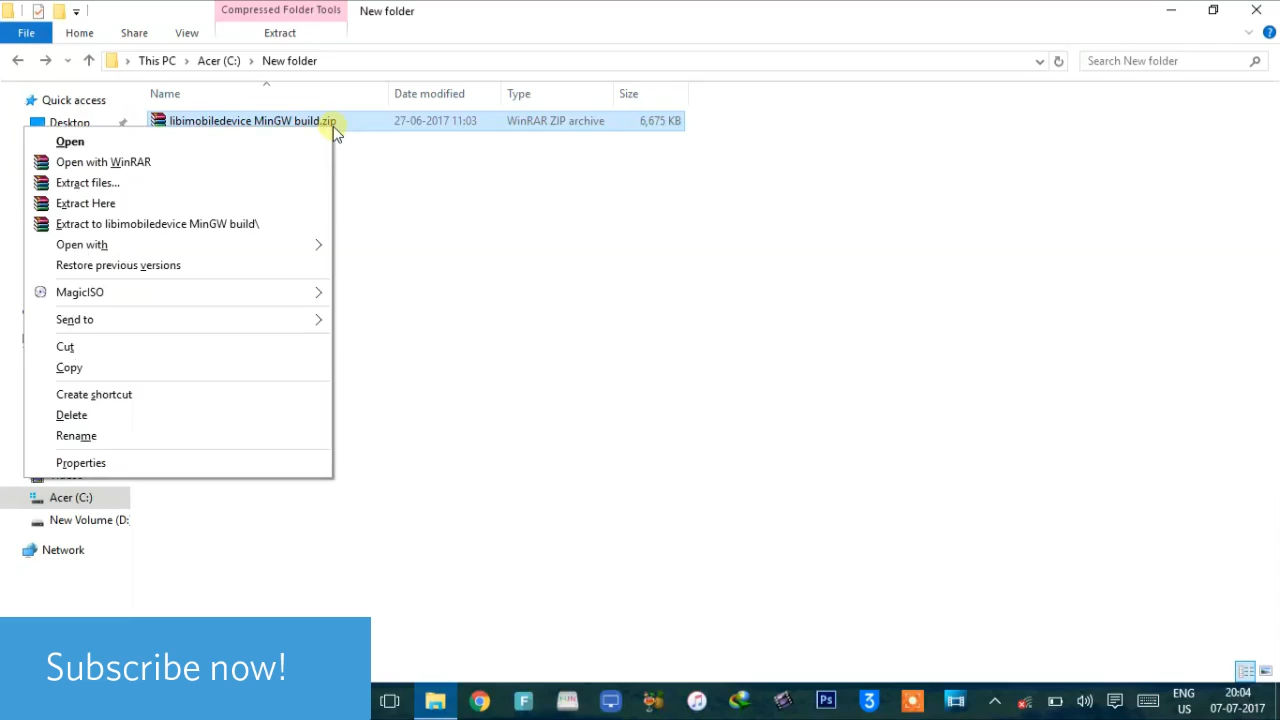 Compressed Folder Tools
New folder
File
Home
Share
View
Extract
This PC
Acer (C:)
New folder
Search New folder
Quick access
Desktop
Name
Date modified
Type
Size
libimobiledevice MinGW build.zip
27-06-2017 11:03
WinRAR ZIP archive
6,675 KB
Open
Open with WinRAR
Extract files...
Extract Here
Extract to libimobiledevice MinGW build\
Open with
Restore previous versions
MagicISO
Send to
Cut
Copy
Create shortcut
Delete
Rename
Properties
Acer (C:)
New Volume (D:)
Network
Subscribe now!
F
FUN
Ps
3
ENG
US
20:04
07-07-2017